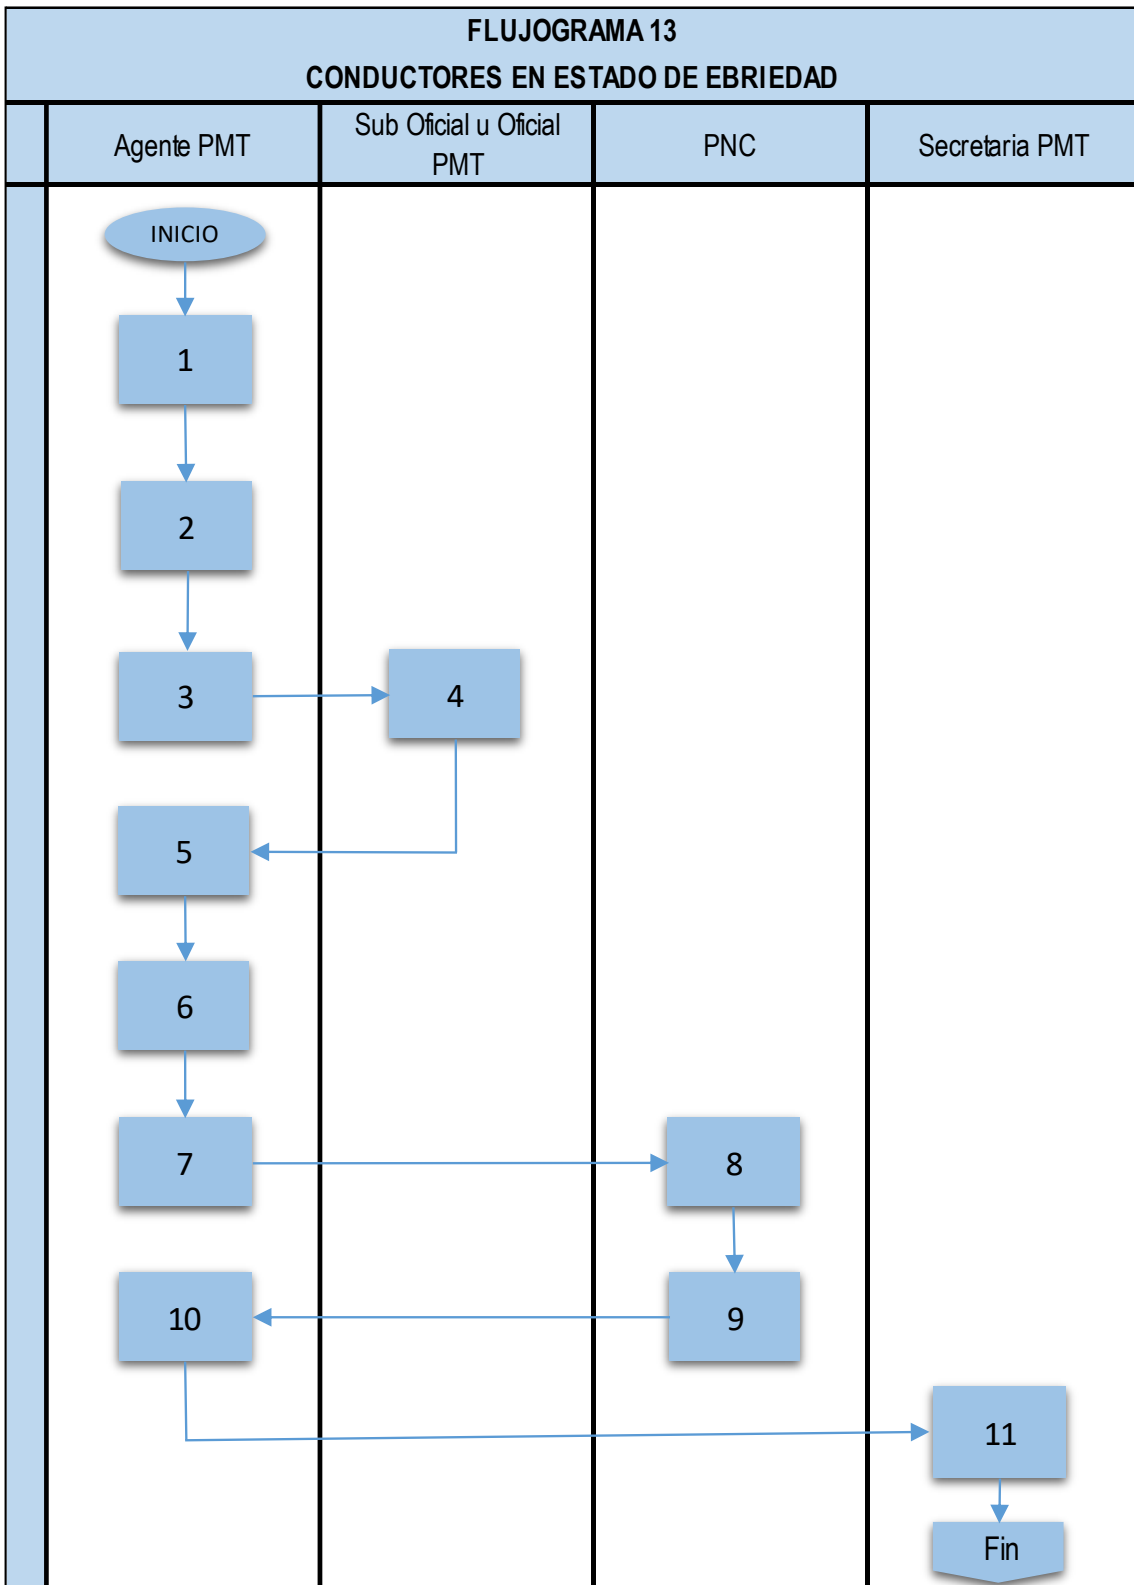 FLUJOGRAMA 13
CONDUCTORES EN ESTADO DE EBRIEDAD
Agente PMT
Sub Oficial u Oficial
PMT
PNC
Secretaria PMT
INICIO
1
2
3
4
5
6
7
8
10
9
11
Fin